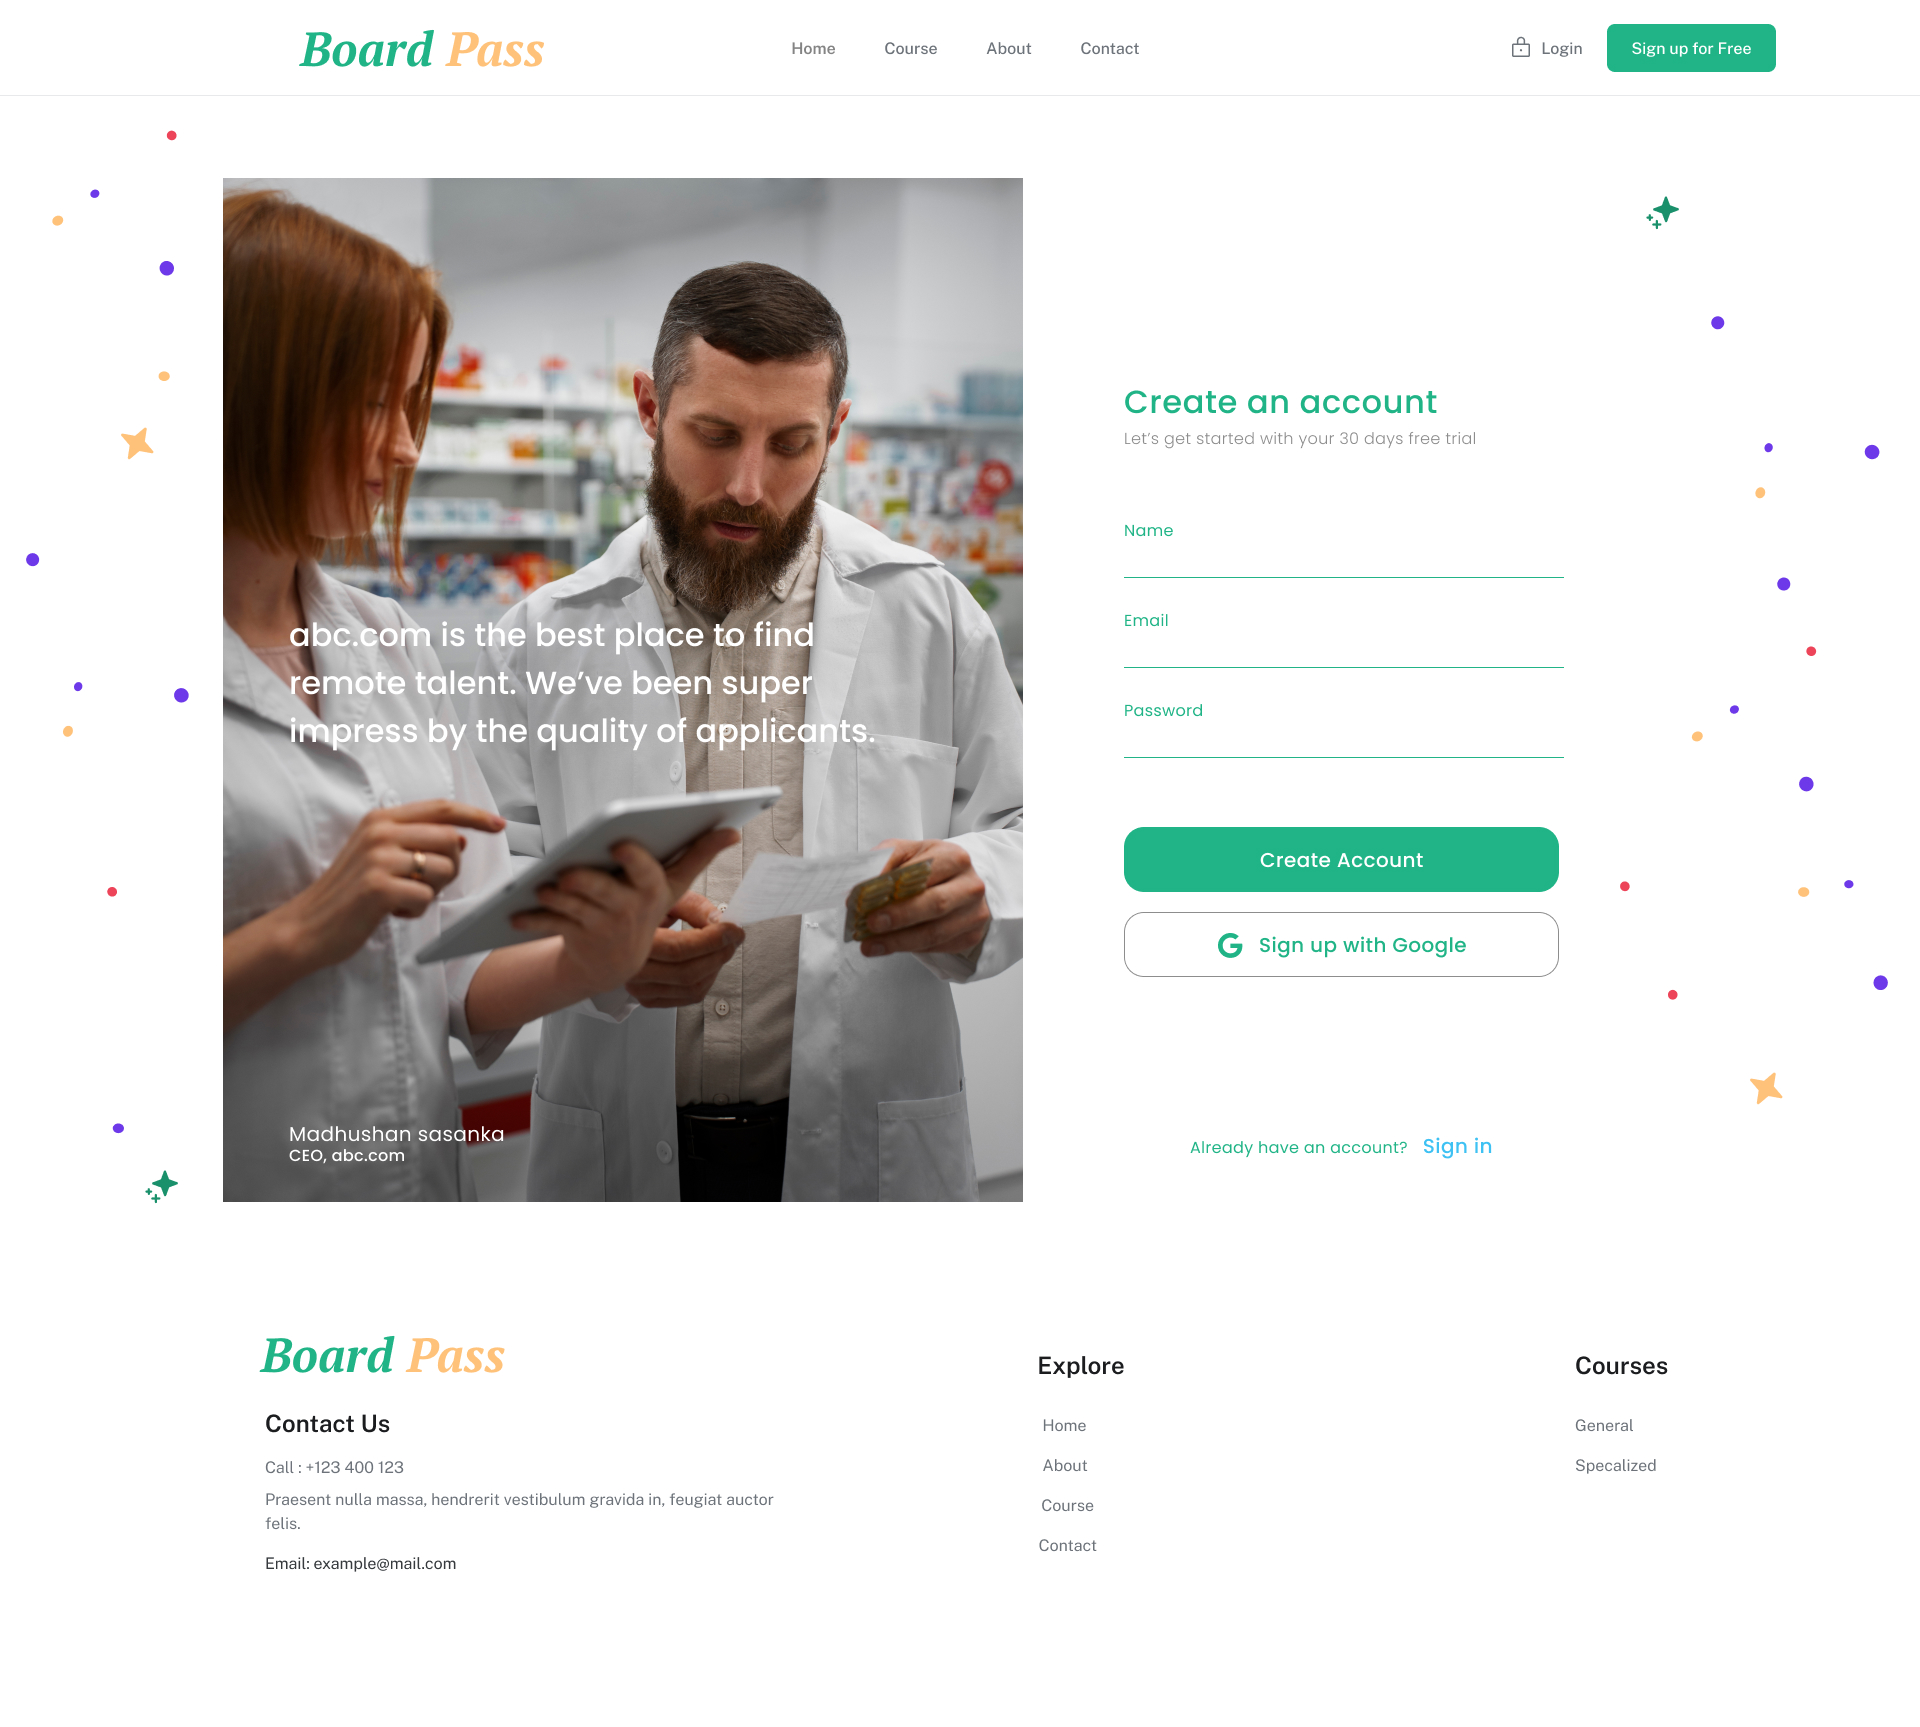 Board Pass
Home Course About Contact
Login
Sign up for Free
abc.com is the best place to find
remote talent. We’ve been super
impress by the quality of applicants.
Madhushan sasanka
CEO, abc.com
Create an account
Let’s get started with your 30 days free trial
Name
Email
Password
Create Account
Sign up with Google
Already have an account? Sign in
Board Pass
Contact Us
Call : +123 400 123
Praesent nulla massa, hendrerit vestibulum gravida in, feugiat auctor
felis.
Email: example@mail.com
Explore
Home
About
Course
Contact
Courses
General
Specalized